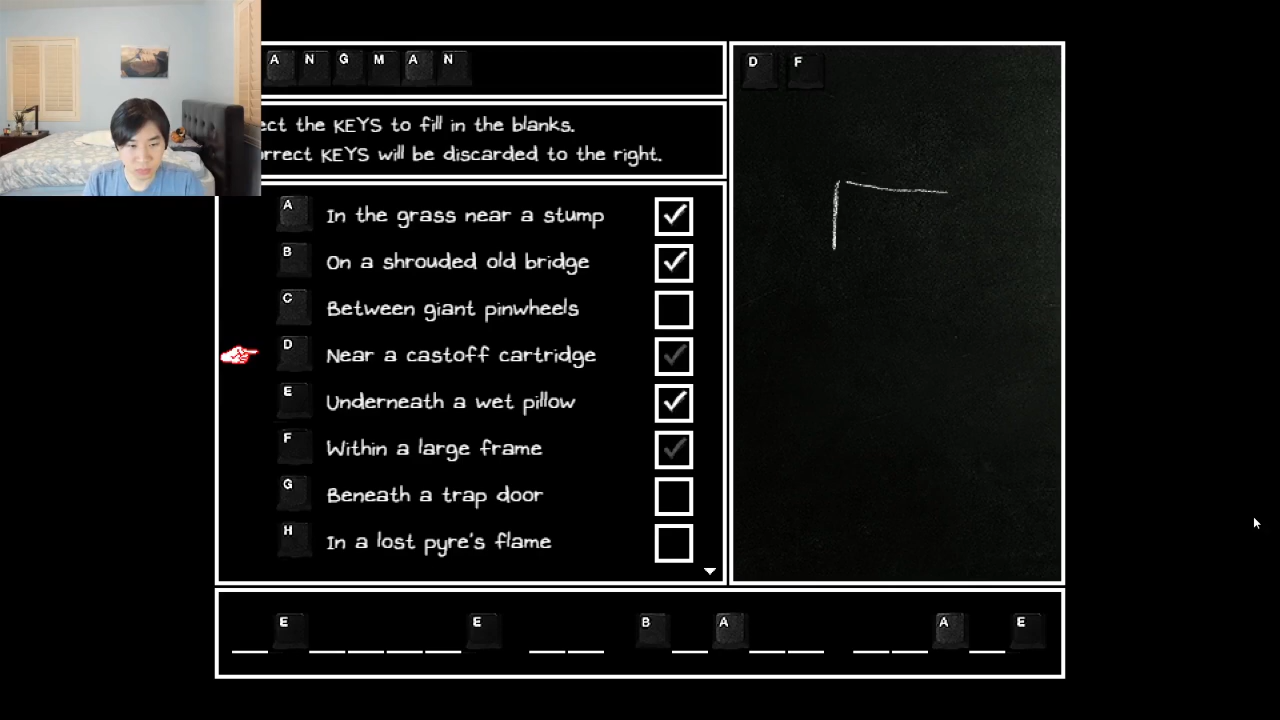 A N G M A N
D F
ect the KEYS to fill in the blanks.
orrect KEYS will be discarded to the right.
A In the grass near a stump
B On a shrouded old bridge
C Between giant pinwheels
D Near a castoff cartridge
E Underneath a wet pillow
F Within a large frame
G Beneath a trap door
H In a lost pyre's flame
_ E _ _ _ _ E _ _ B _ A _ _ _ _ A _ E